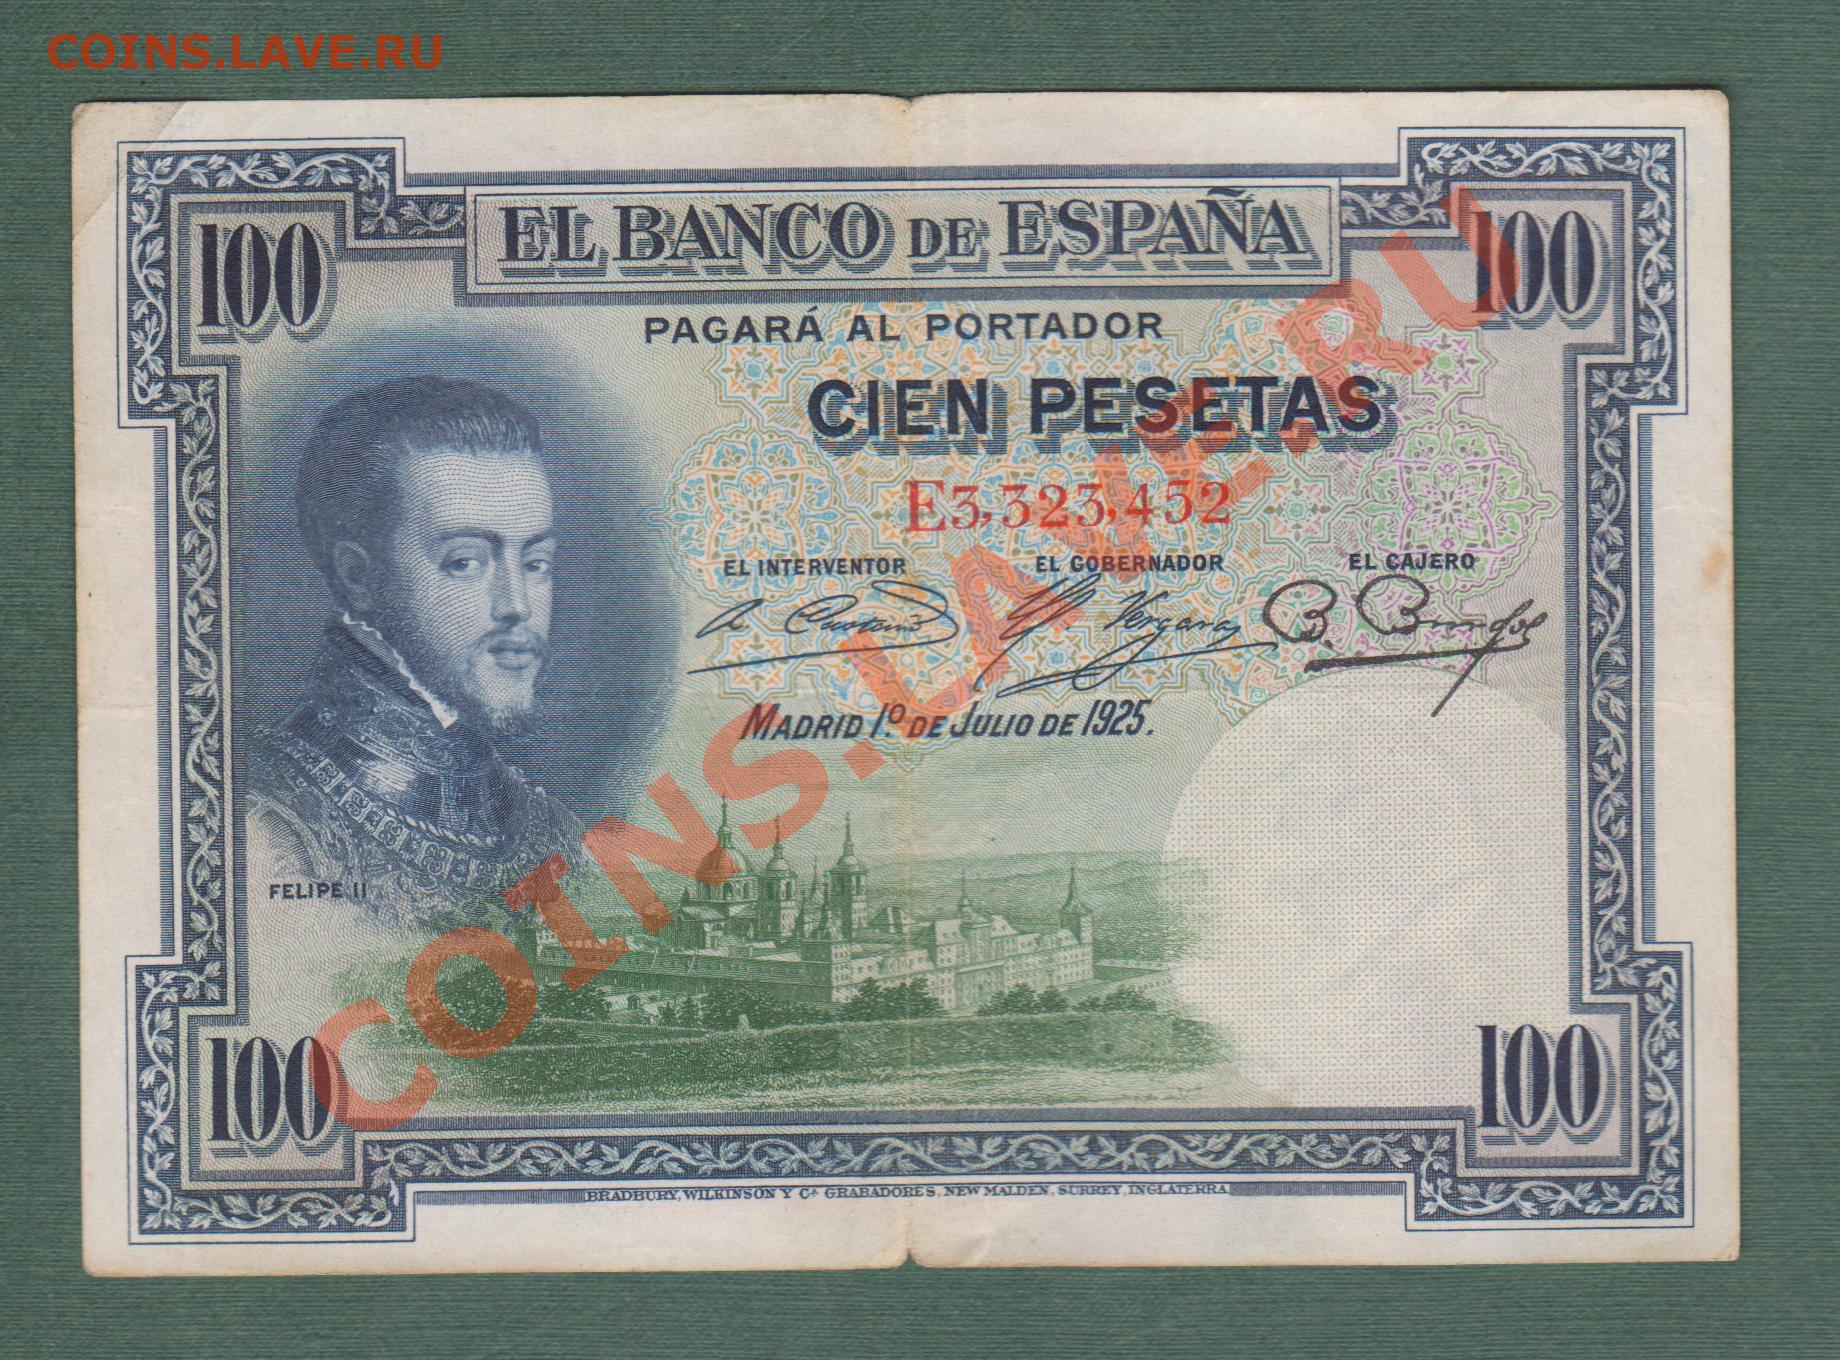 COINS.LAVE.RU
100
EL BANCO DE ESPAÑA
100
PAGARÁ AL PORTADOR
CIEN PESETAS
E3,323,452
EL INTERVENTOR EL GOBERNADOR EL CAJERO
MADRID 1º DE JULIO DE 1925.
FELIPE II
COINS.LAVE.RU
100
100
BRADBURY, WILKINSON Y Cª GRABADORES, NEW MALDEN, SURREY, INGLATERRA